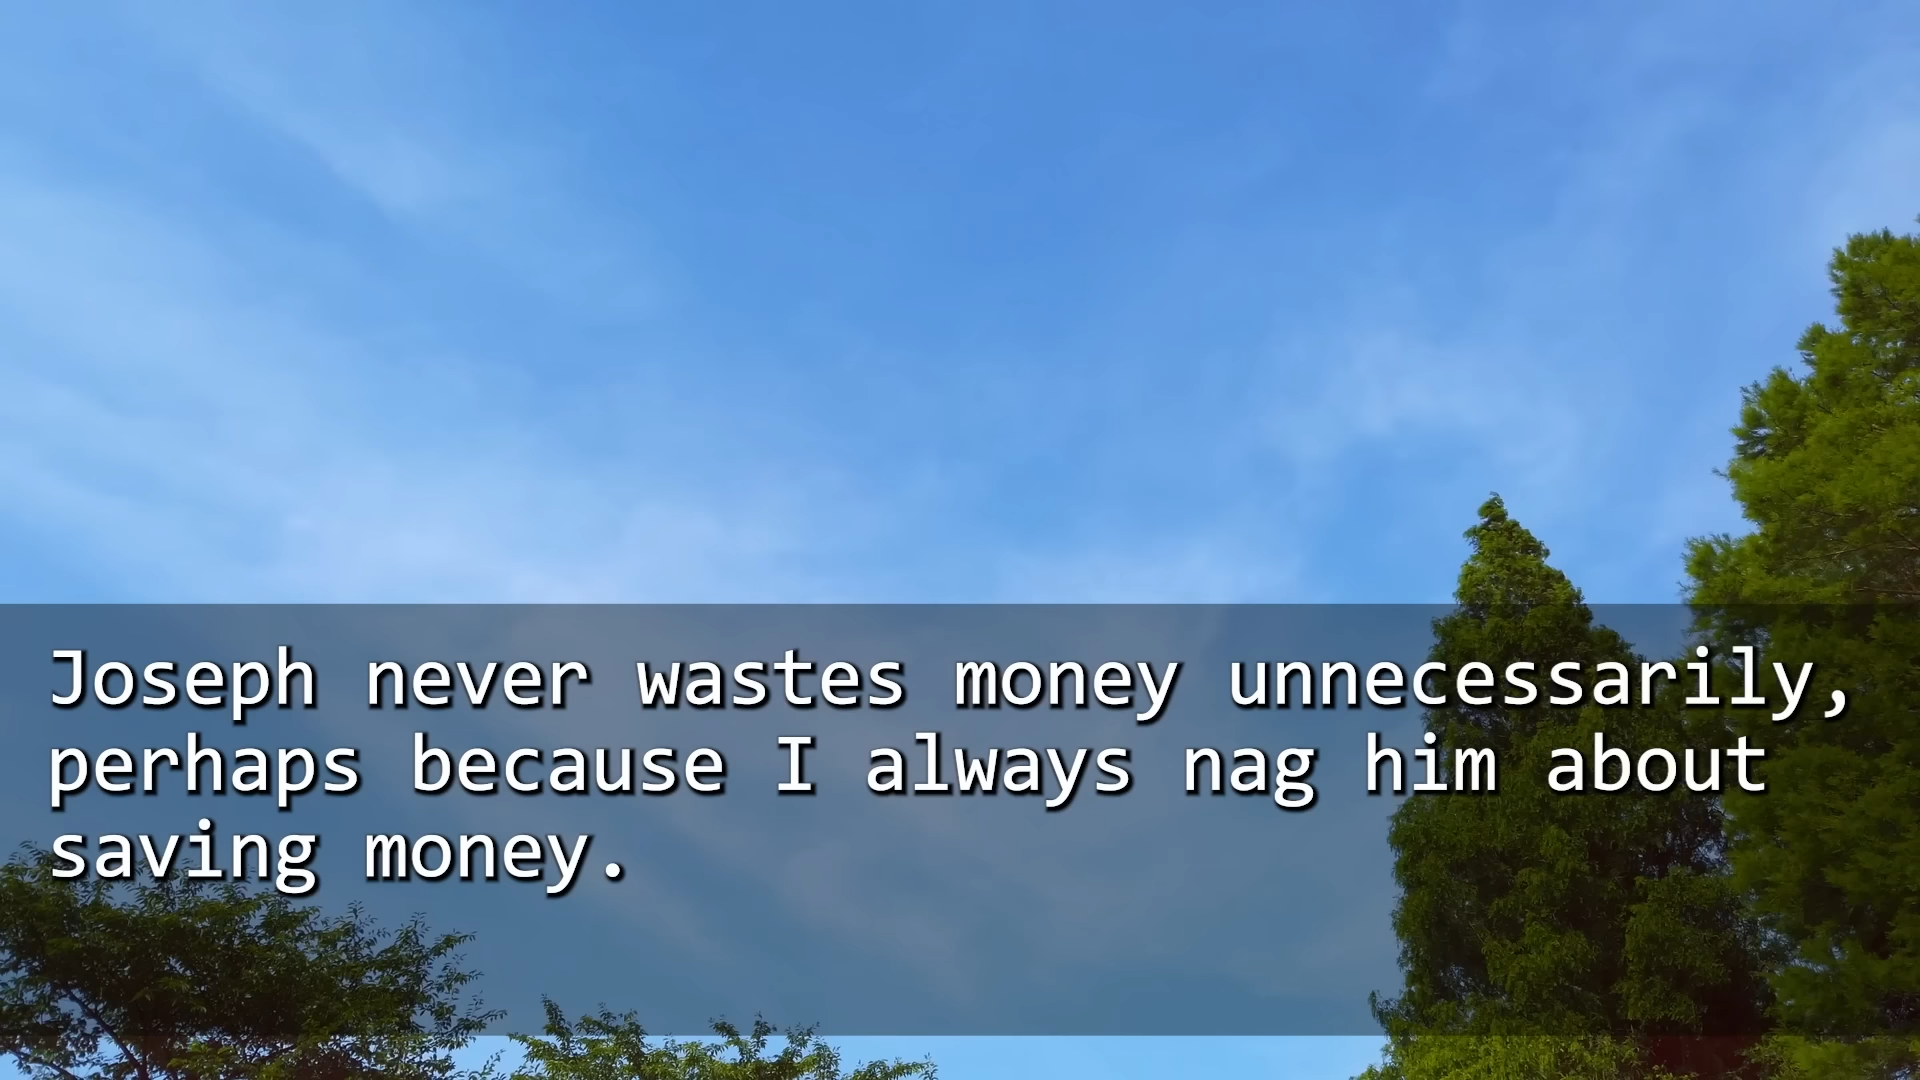 Joseph never wastes money unnecessarily,
perhaps because I always nag him about
saving money.